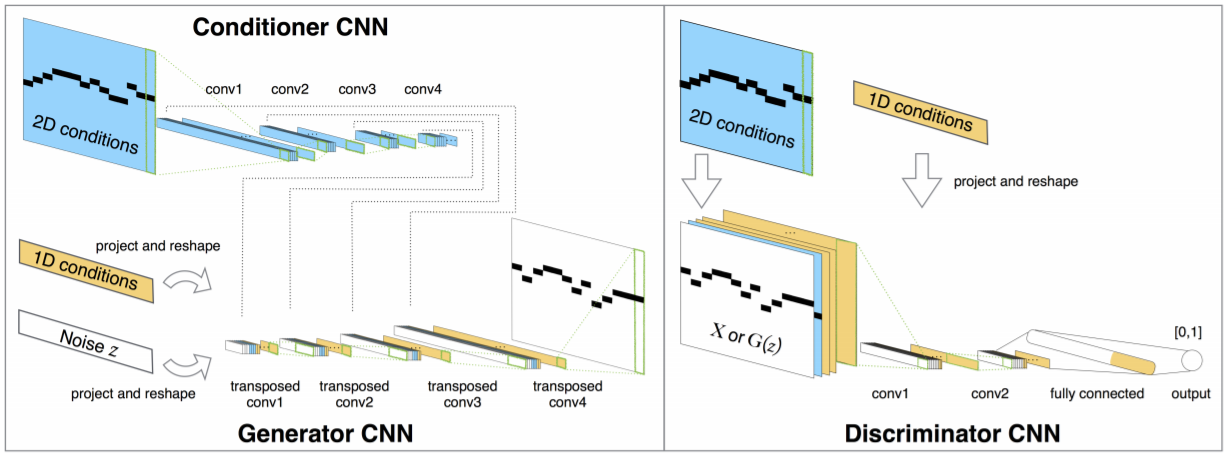 Conditioner CNN
conv1 conv2 conv3 conv4
2D conditions
project and reshape
1D conditions
Noise z
project and reshape
transposed conv1
transposed conv2
transposed conv3
transposed conv4
Generator CNN
2D conditions
1D conditions
project and reshape
X or G(z)
[0,1]
conv1 conv2 fully connected output
Discriminator CNN